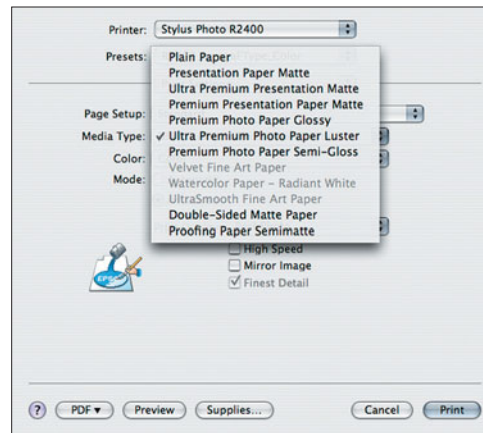 Printer: Stylus Photo R2400
Presets:
Plain Paper
Presentation Paper Matte
Ultra Premium Presentation Matte
Premium Presentation Paper Matte
Premium Photo Paper Glossy
Page Setup:
Media Type: ✓ Ultra Premium Photo Paper Luster
Color: Premium Photo Paper Semi-Gloss
Velvet Fine Art Paper
Mode: Watercolor Paper – Radiant White
UltraSmooth Fine Art Paper
Double-Sided Matte Paper
Proofing Paper Semimatte
High Speed
Mirror Image
Finest Detail
EPSON
? PDF ▾ Preview Supplies... Cancel Print